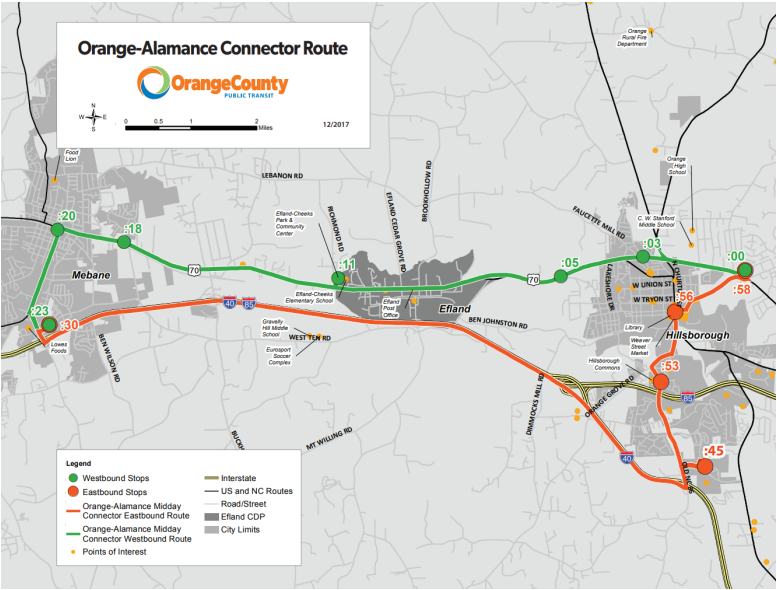 Orange-Alamance Connector Route
OrangeCounty
PUBLIC TRANSIT
N
W E
S
0 0.5 1 2
Miles
12/2017
Orange
Rural Fire
Department
Food
Lion
LEBANON RD
BROOKHOLLOW RD
Orange
High
School
:20
:18
Efland-Cheeks
Park &
Community
Center
RICHMOND RD
EFLAND CEDAR GROVE RD
FAUCETTE MILL RD
C. W. Stanford
Middle School
:03
:00
:11
:05
70
70
Mebane
LAKESHORE DR
N CHURTON ST
W UNION ST
W TRYON ST
:58
:56
Efland-Cheeks
Elementary School
Efland
Post
Office
Efland
40
85
:23
:30
Lowes
Foods
BEN WILSON RD
Gravelly
Hill Middle
School
WEST TEN RD
Eurosport
Soccer
Complex
BEN JOHNSTON RD
Library
Weaver
Street
Market
Hillsborough
Hillsborough
Commons
:53
DIMMOCKS MILL RD
ORANGE GROVE RD
85
MT WILLING RD
BUCKH
40
:45
OLD NC 86
Legend
Westbound Stops
Eastbound Stops
Orange-Alamance Midday
Connector Eastbound Route
Orange-Alamance Midday
Connector Westbound Route
Points of Interest
Interstate
US and NC Routes
Road/Street
Efland CDP
City Limits